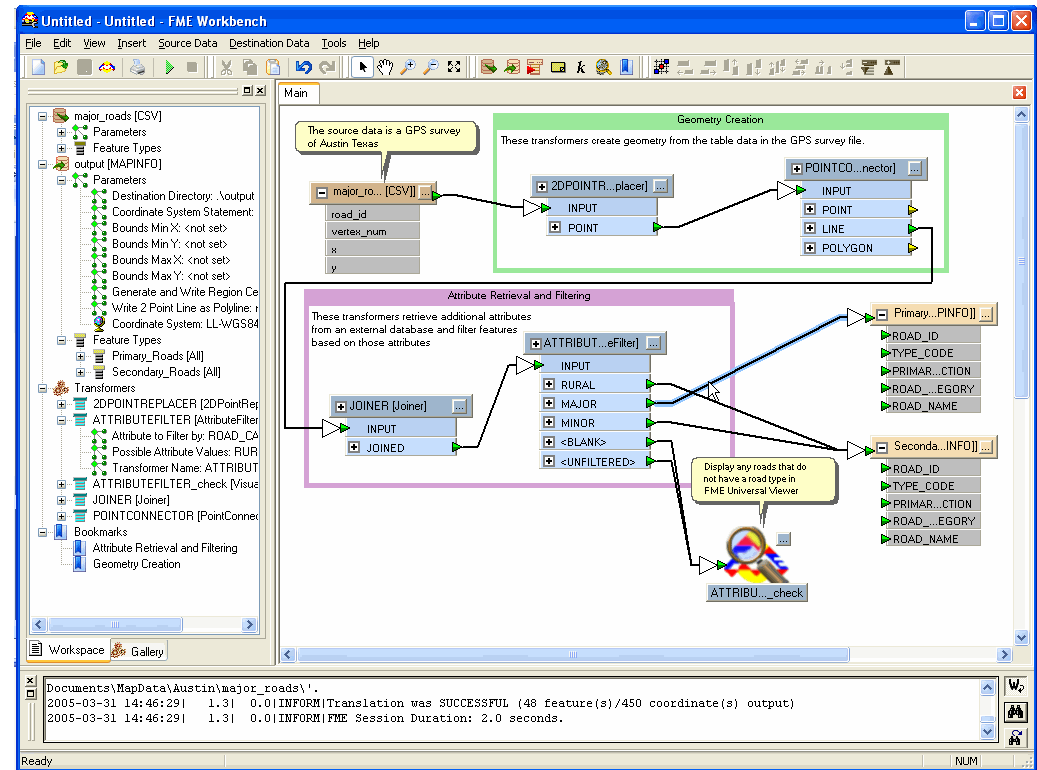 Untitled - Untitled - FME Workbench
File Edit View Insert Source Data Destination Data Tools Help
major_roads [CSV]
Parameters
Feature Types
output [MAPINFO]
Parameters
Destination Directory: .\output
Coordinate System Statement:
Bounds Min X: <not set>
Bounds Min Y: <not set>
Bounds Max X: <not set>
Bounds Max Y: <not set>
Generate and Write Region Ce
Write 2 Point Line as Polyline: r
Coordinate System: LL-WGS84
Feature Types
Primary_Roads [All]
Secondary_Roads [All]
Transformers
2DPOINTREPLACER [2DPointRep
ATTRIBUTEFILTER [AttributeFilter
Attribute to Filter by: ROAD_CA
Possible Attribute Values: RUR
Transformer Name: ATTRIBUT
ATTRIBUTEFILTER_check [Visua
JOINER [Joiner]
POINTCONNECTOR [PointConnec
Bookmarks
Attribute Retrieval and Filtering
Geometry Creation
Workspace
Gallery
Main
The source data is a GPS survey
of Austin Texas
major_ro... [CSV]] ...
road_id
vertex_num
x
y
Geometry Creation
These transformers create geometry from the table data in the GPS survey file.
2DPOINTR...placer] ...
INPUT
POINT
POINTCO...nector] ...
INPUT
POINT
LINE
POLYGON
Attribute Retrieval and Filtering
These transformers retrieve additional attributes
from an external database and filter features
based on those attributes
JOINER [Joiner] ...
INPUT
JOINED
ATTRIBUT...eFilter] ...
INPUT
RURAL
MAJOR
MINOR
<BLANK>
<UNFILTERED>
Primary...PINFO]] ...
ROAD_ID
TYPE_CODE
PRIMAR...CTION
ROAD_...EGORY
ROAD_NAME
Seconda...INFO]] ...
ROAD_ID
TYPE_CODE
PRIMAR...CTION
ROAD_...EGORY
ROAD_NAME
Display any roads that do
not have a road type in
FME Universal Viewer
...
ATTRIBU..._check
Documents\MapData\Austin\major_roads\'.
2005-03-31 14:46:29| 1.3| 0.0|INFORM|Translation was SUCCESSFUL (48 feature(s)/450 coordinate(s) output)
2005-03-31 14:46:29| 1.3| 0.0|INFORM|FME Session Duration: 2.0 seconds.
Ready
NUM